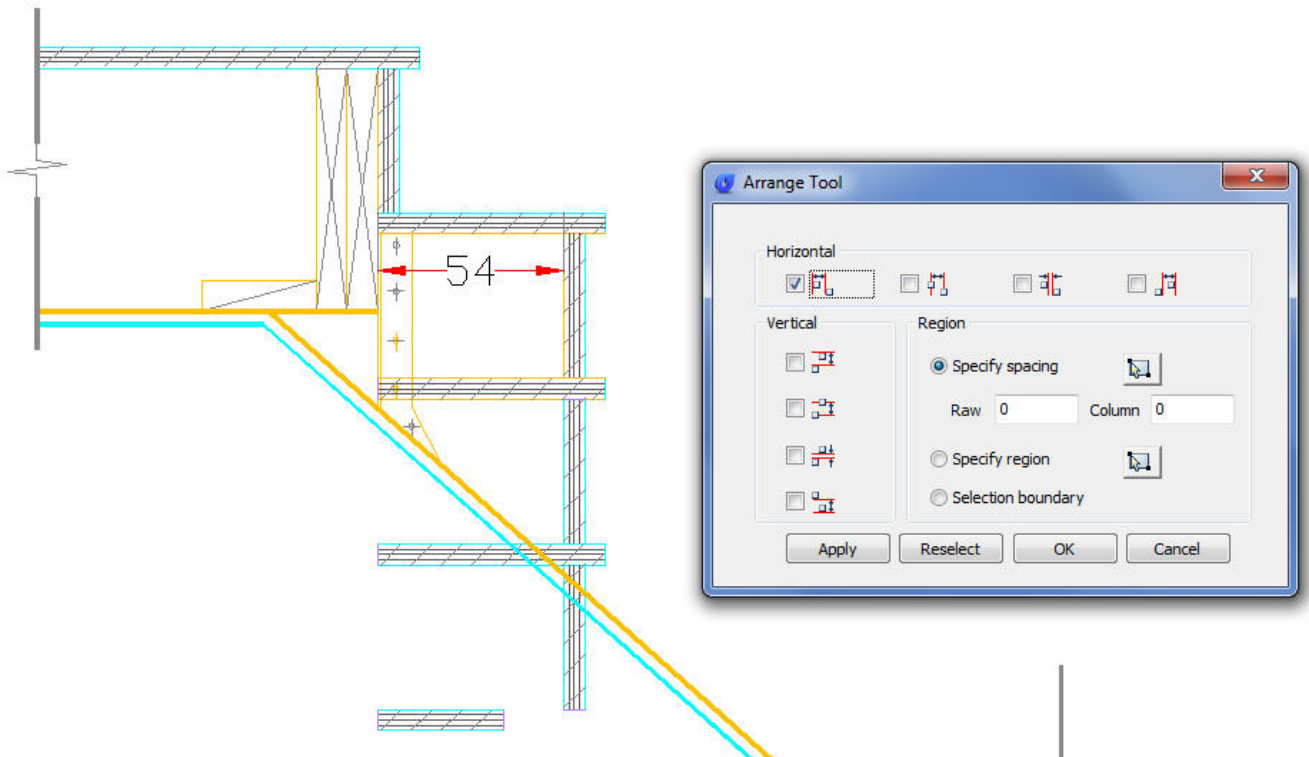 54
Arrange Tool
Horizontal
Vertical
Region
Specify spacing
Raw 0 Column 0
Specify region
Selection boundary
Apply Reselect OK Cancel